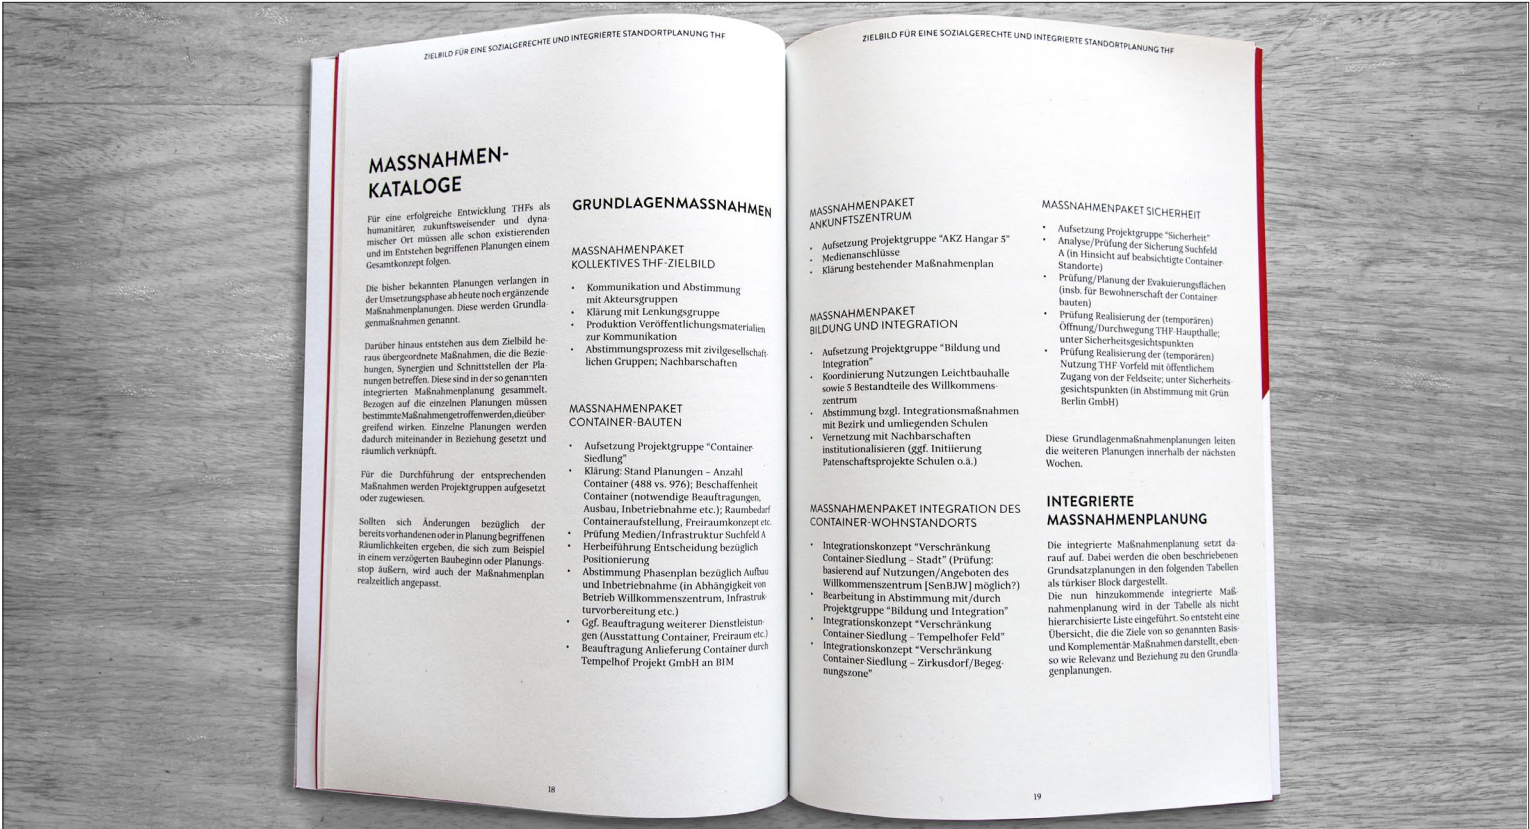 ZIELBILD FÜR EINE SOZIALGERECHTE UND INTEGRIERTE STANDORTPLANUNG THF
MASSNAHMEN-
KATALOGE
Für eine erfolgreiche Entwicklung THFs als
humanitärer, zukunftsweisender und dyna-
mischer Ort müssen alle schon existierenden
und im Entstehen begriffenen Planungen einem
Gesamtkonzept folgen.
Die bisher bekannten Planungen verlangen in
der Umsetzungsphase ab heute noch ergänzende
Maßnahmenplanungen. Diese werden Grundla-
genmaßnahmen genannt.
Darüber hinaus entstehen aus dem Zielbild he-
raus übergeordnete Maßnahmen, die die Bezie-
hungen, Synergien und Schnittstellen der Pla-
nungen betreffen. Diese sind in der so genannten
integrierten Maßnahmenplanung gesammelt.
Bezogen auf die einzelnen Planungen müssen
bestimmte Maßnahmen getroffen werden, die über-
greifend wirken. Einzelne Planungen werden
dadurch miteinander in Beziehung gesetzt und
räumlich verknüpft.
Für die Durchführung der entsprechenden
Maßnahmen werden Projektgruppen aufgesetzt
oder zugewiesen.
Sollten sich Änderungen bezüglich der
bereits vorhandenen oder in Planung begriffenen
Räumlichkeiten ergeben, die sich zum Beispiel
in einem verzögerten Baubeginn oder Planungs-
stop äußern, wird auch der Maßnahmenplan
realzeitlich angepasst.
GRUNDLAGENMASSNAHMEN
MASSNAHMENPAKET
KOLLEKTIVES THF-ZIELBILD
• Kommunikation und Abstimmung
mit Akteursgruppen
• Klärung mit Lenkungsgruppe
• Produktion Veröffentlichungsmaterialien
zur Kommunikation
• Abstimmungsprozess mit zivilgesellschaft-
lichen Gruppen; Nachbarschaften
MASSNAHMENPAKET
CONTAINER-BAUTEN
• Aufsetzung Projektgruppe “Container-
Siedlung”
• Klärung: Stand Planungen – Anzahl
Container (488 vs. 976); Beschaffenheit
Container (notwendige Beauftragungen,
Ausbau, Inbetriebnahme etc.); Raumbedarf
Containeraufstellung, Freiraumkonzept etc.
• Prüfung Medien/Infrastruktur Suchfeld A
• Herbeiführung Entscheidung bezüglich
Positionierung
• Abstimmung Phasenplan bezüglich Aufbau
und Inbetriebnahme (in Abhängigkeit von
Betrieb Willkommenszentrum, Infrastruk-
turvorbereitung etc.)
• Ggf. Beauftragung weiterer Dienstleistun-
gen (Ausstattung Container, Freiraum etc.)
• Beauftragung Anlieferung Container durch
Tempelhof Projekt GmbH an BIM
18
ZIELBILD FÜR EINE SOZIALGERECHTE UND INTEGRIERTE STANDORTPLANUNG THF
MASSNAHMENPAKET
ANKUNFTSZENTRUM
• Aufsetzung Projektgruppe “AKZ Hangar 5”
• Medienanschlüsse
• Klärung bestehender Maßnahmenplan
MASSNAHMENPAKET
BILDUNG UND INTEGRATION
• Aufsetzung Projektgruppe “Bildung und
Integration”
• Koordinierung Nutzungen Leichtbauhalle
sowie 5 Bestandteile des Willkommens-
zentrum
• Abstimmung bzgl. Integrationsmaßnahmen
mit Bezirk und umliegenden Schulen
• Vernetzung mit Nachbarschaften
institutionalisieren (ggf. Initiierung
Patenschaftsprojekte Schulen o.ä.)
MASSNAHMENPAKET INTEGRATION DES
CONTAINER-WOHNSTANDORTS
• Integrationskonzept “Verschränkung
Container-Siedlung – Stadt” (Prüfung:
basierend auf Nutzungen/Angeboten des
Willkommenszentrum [SenBJW] möglich?)
• Bearbeitung in Abstimmung mit/durch
Projektgruppe “Bildung und Integration”
• Integrationskonzept “Verschränkung
Container-Siedlung – Tempelhofer Feld”
• Integrationskonzept “Verschränkung
Container-Siedlung – Zirkusdorf/Begeg-
nungszone”
MASSNAHMENPAKET SICHERHEIT
• Aufsetzung Projektgruppe “Sicherheit”
• Analyse/Prüfung der Sicherung Suchfeld
A (in Hinsicht auf beabsichtigte Container-
Standorte)
• Prüfung/Planung der Evakuierungsflächen
(insb. für Bewohnerschaft der Container-
bauten)
• Prüfung Realisierung der (temporären)
Öffnung/Durchwegung THF-Haupthalle;
unter Sicherheitsgesichtspunkten
• Prüfung Realisierung der (temporären)
Nutzung THF-Vorfeld mit öffentlichem
Zugang von der Feldseite; unter Sicherheits-
gesichtspunkten (in Abstimmung mit Grün
Berlin GmbH)
Diese Grundlagenmaßnahmenplanungen leiten
die weiteren Planungen innerhalb der nächsten
Wochen.
INTEGRIERTE
MASSNAHMENPLANUNG
Die integrierte Maßnahmenplanung setzt da-
rauf auf. Dabei werden die oben beschriebenen
Grundsatzplanungen in den folgenden Tabellen
als türkiser Block dargestellt.
Die nun hinzukommende integrierte Maß-
nahmenplanung wird in der Tabelle als nicht
hierarchisierte Liste eingeführt. So entsteht eine
Übersicht, die die Ziele von so genannten Basis-
und Komplementär-Maßnahmen darstellt, eben-
so wie Relevanz und Beziehung zu den Grundla-
genplanungen.
19